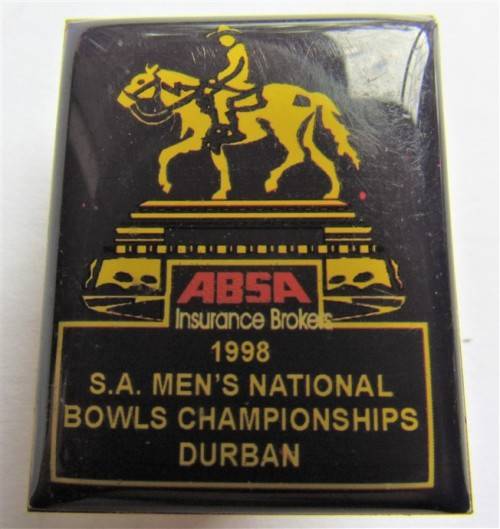 ABSA
Insurance Brokers
1998
S.A. MEN'S NATIONAL
BOWLS CHAMPIONSHIPS
DURBAN